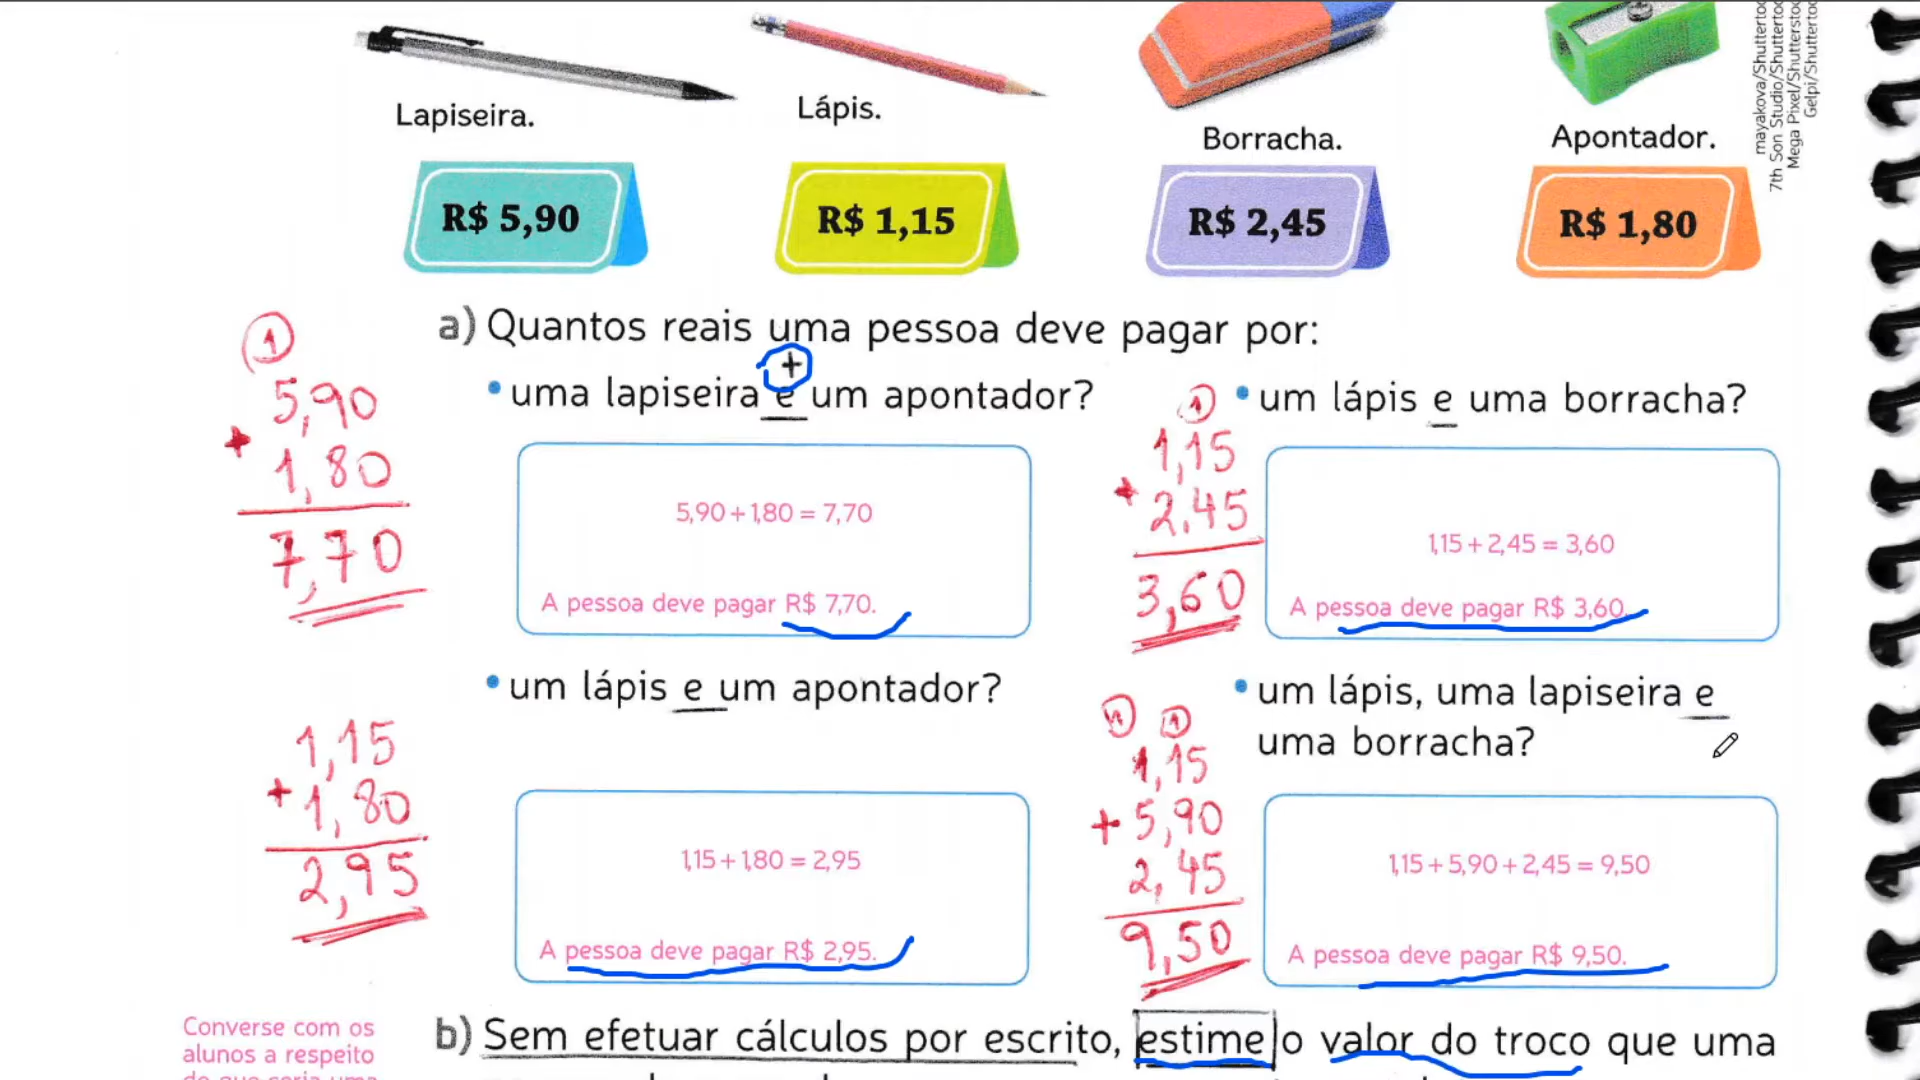 mayakova/Shuttertoc
7th Son Studio/Shuttertoc
Mega Pixel/Shutterstoc
Gelpi/Shuttertoc
Lapiseira.
Lápis.
Borracha.
Apontador.
R$ 5,90
R$ 1,15
R$ 2,45
R$ 1,80
a) Quantos reais uma pessoa deve pagar por:
+
• uma lapiseira e um apontador?
1
5,90
+
1,80
7,70
5,90 + 1,80 = 7,70
A pessoa deve pagar R$ 7,70.
• um lápis e uma borracha?
1
1,15
+
2,45
3,60
1,15 + 2,45 = 3,60
A pessoa deve pagar R$ 3,60.
• um lápis e um apontador?
1,15
+ 1,80
2,95
1,15 + 1,80 = 2,95
A pessoa deve pagar R$ 2,95.
• um lápis, uma lapiseira e
uma borracha?
1 1
1,15
+ 5,90
2,45
9,50
1,15 + 5,90 + 2,45 = 9,50
A pessoa deve pagar R$ 9,50.
Converse com os
alunos a respeito
b) Sem efetuar cálculos por escrito, estime o valor do troco que uma